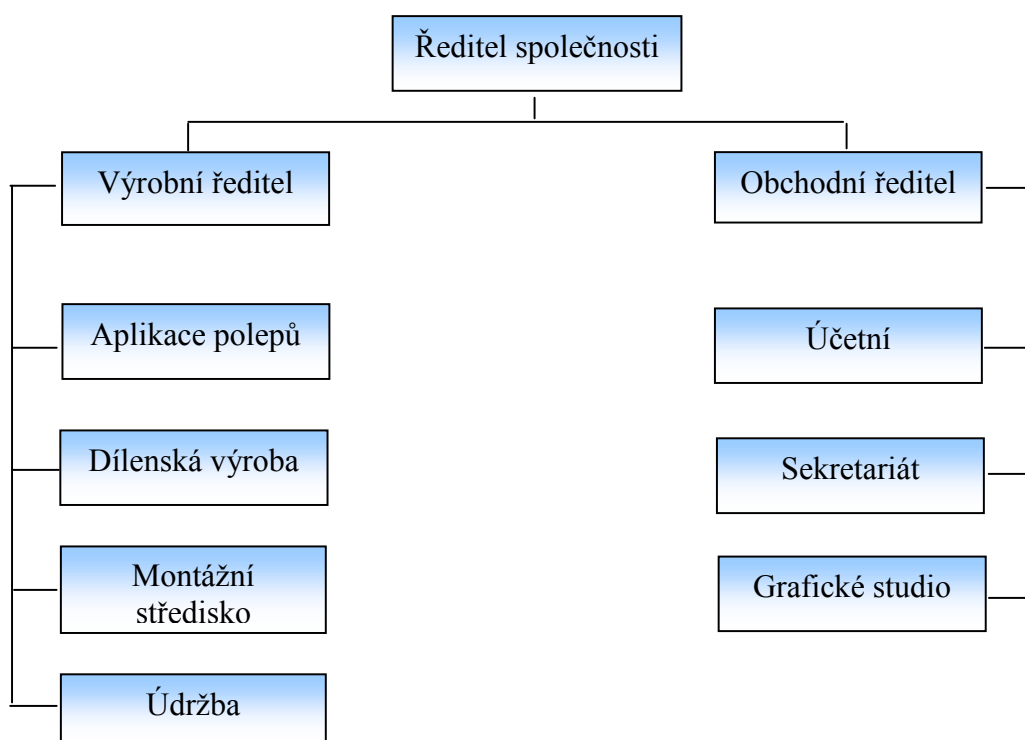 Ředitel společnosti
Výrobní ředitel
Obchodní ředitel
Aplikace polepů
Účetní
Dílenská výroba
Sekretariát
Montážní
středisko
Grafické studio
Údržba